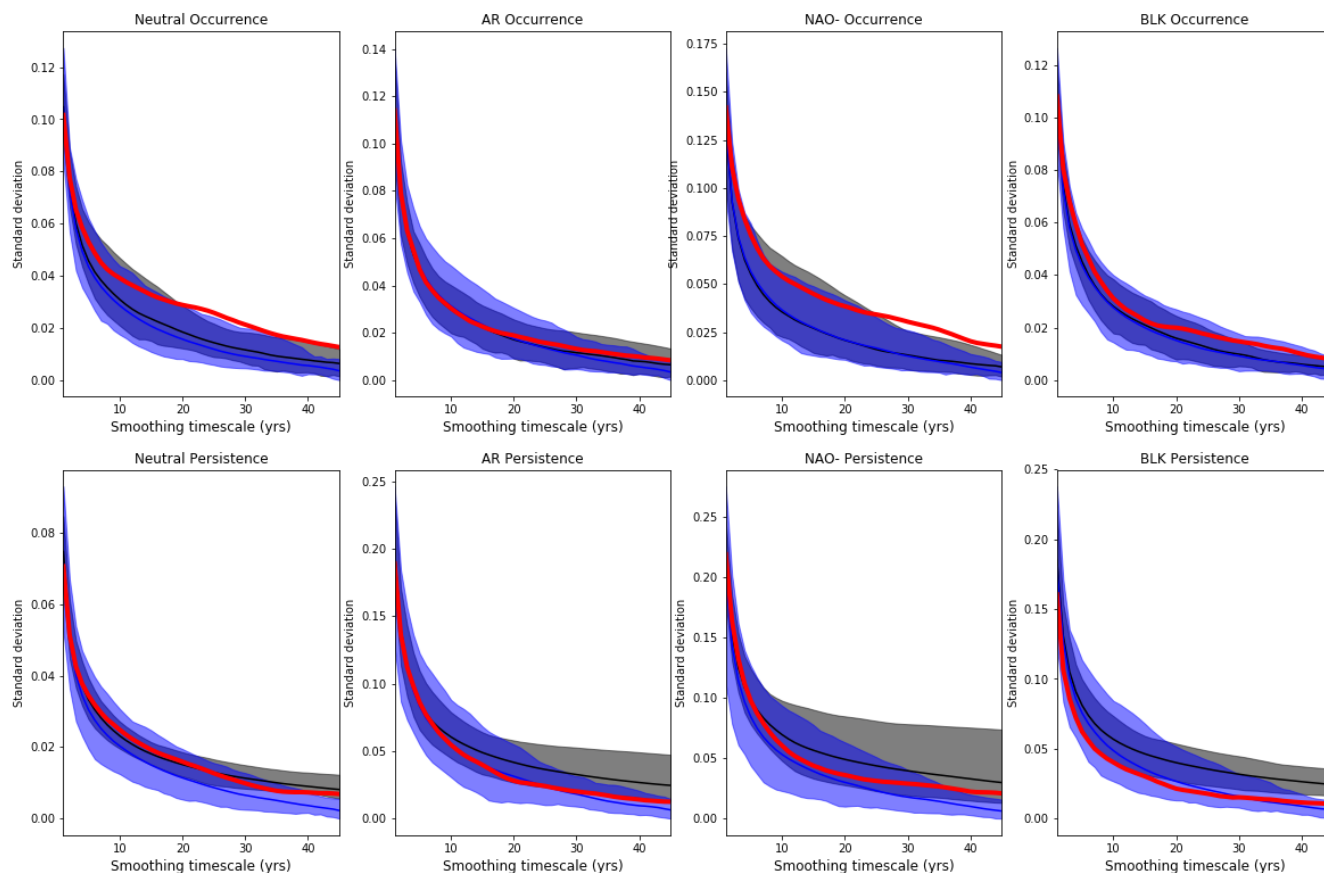 Neutral Occurrence
Standard deviation
0.12
0.10
0.08
0.06
0.04
0.02
0.00
10 20 30 40
Smoothing timescale (yrs)
AR Occurrence
Standard deviation
0.14
0.12
0.10
0.08
0.06
0.04
0.02
0.00
10 20 30 40
Smoothing timescale (yrs)
NAO- Occurrence
Standard deviation
0.175
0.150
0.125
0.100
0.075
0.050
0.025
0.000
10 20 30 40
Smoothing timescale (yrs)
BLK Occurrence
Standard deviation
0.12
0.10
0.08
0.06
0.04
0.02
0.00
10 20 30 40
Smoothing timescale (yrs)
Neutral Persistence
Standard deviation
0.08
0.06
0.04
0.02
0.00
10 20 30 40
Smoothing timescale (yrs)
AR Persistence
Standard deviation
0.25
0.20
0.15
0.10
0.05
0.00
10 20 30 40
Smoothing timescale (yrs)
NAO- Persistence
Standard deviation
0.25
0.20
0.15
0.10
0.05
0.00
10 20 30 40
Smoothing timescale (yrs)
BLK Persistence
Standard deviation
0.25
0.20
0.15
0.10
0.05
0.00
10 20 30 40
Smoothing timescale (yrs)